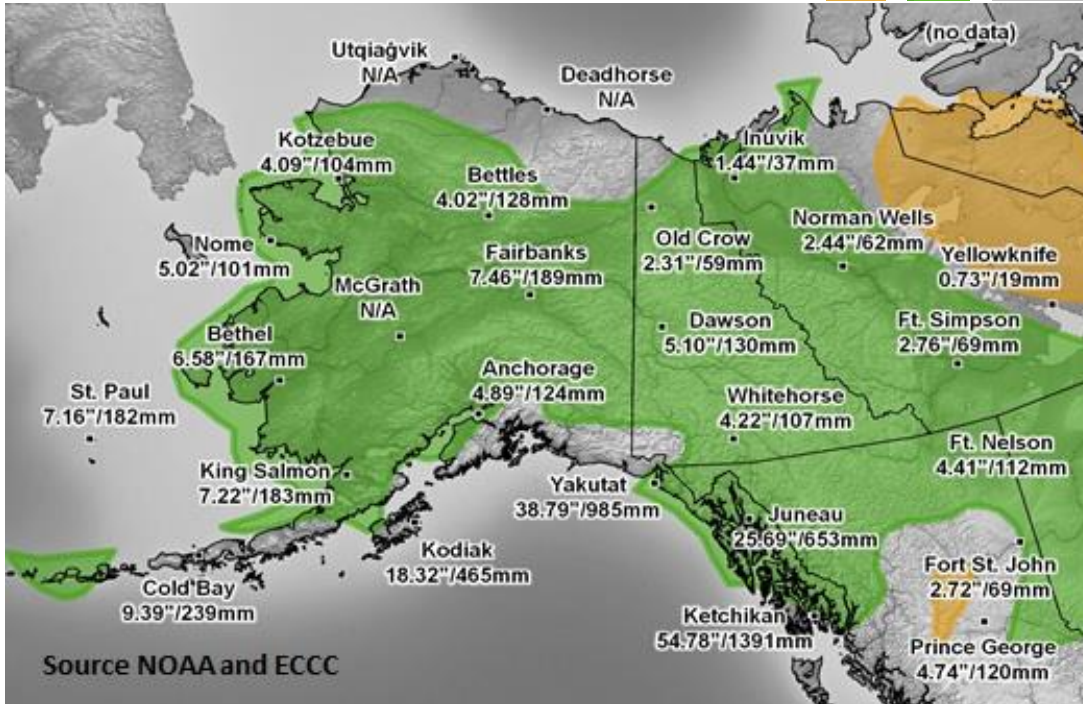 (no data)
Utqiaġvik
N/A
Deadhorse
N/A
Kotzebue
4.09"/104mm
Inuvik
1.44"/37mm
Bettles
4.02"/128mm
Norman Wells
2.44"/62mm
Nome
5.02"/101mm
Fairbanks
7.46"/189mm
Old Crow
2.31"/59mm
Yellowknife
0.73"/19mm
McGrath
N/A
Bethel
6.58"/167mm
Dawson
5.10"/130mm
Ft. Simpson
2.76"/69mm
St. Paul
7.16"/182mm
Anchorage
4.89"/124mm
Whitehorse
4.22"/107mm
King Salmon
7.22"/183mm
Yakutat
38.79"/985mm
Ft. Nelson
4.41"/112mm
Juneau
25.69"/653mm
Kodiak
18.32"/465mm
Cold Bay
9.39"/239mm
Fort St. John
2.72"/69mm
Ketchikan
54.78"/1391mm
Prince George
4.74"/120mm
Source NOAA and ECCC